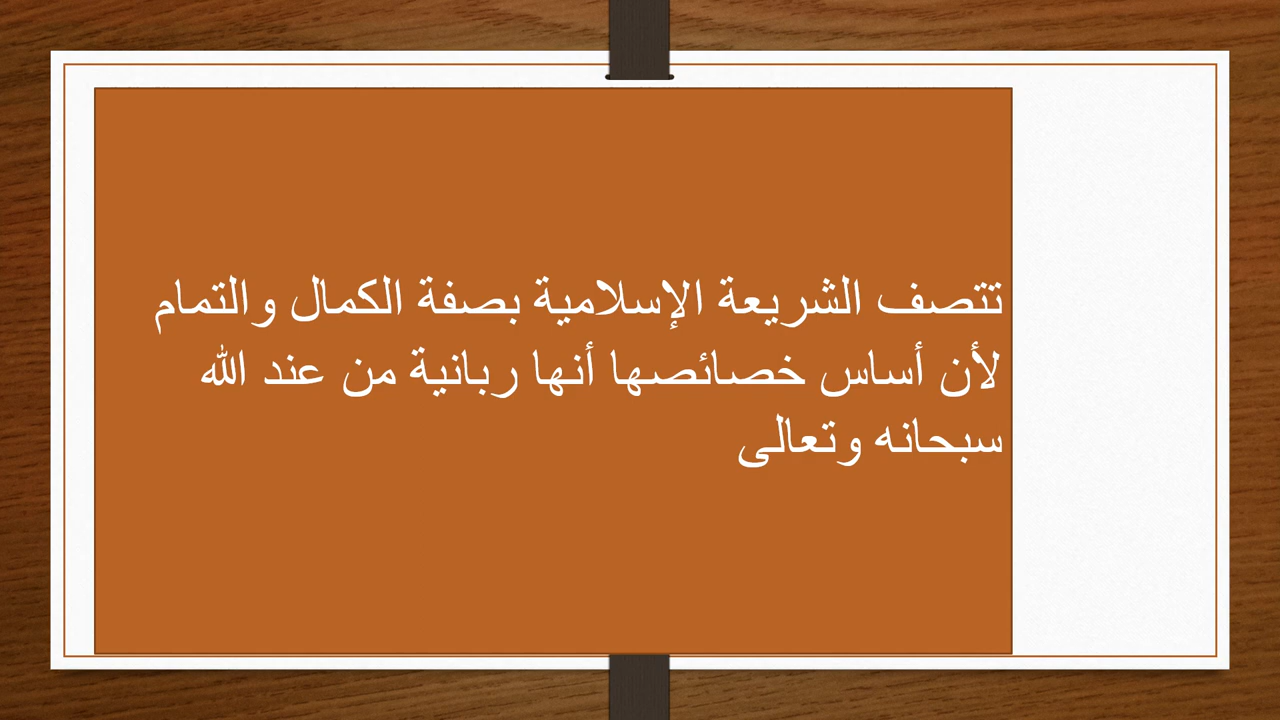 تتصف الشريعة الإسلامية بصفة الكمال والتمام
لأن أساس خصائصها أنها ربانية من عند الله
سبحانه وتعالى